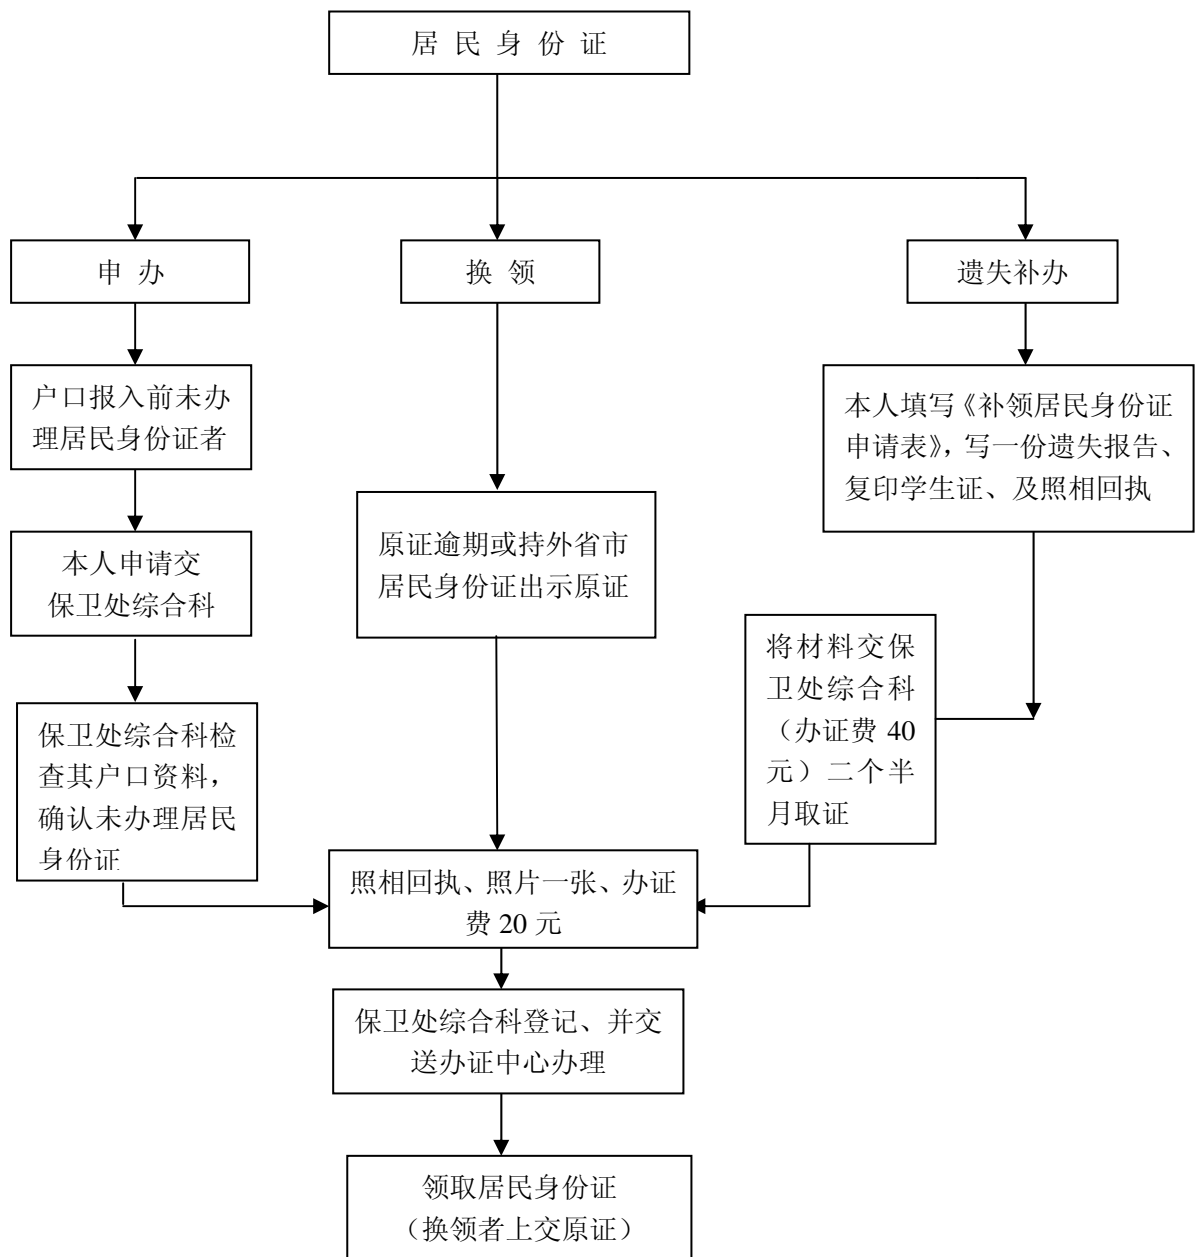 居 民 身 份 证
申 办
换 领
遗失补办
户口报入前未办
理居民身份证者
本人填写《补领居民身份证
申请表》,写一份遗失报告、
复印学生证、及照相回执
原证逾期或持外省市
居民身份证出示原证
本人申请交
保卫处综合科
将材料交保
卫处综合科
（办证费 40
元）二个半
月取证
保卫处综合科检
查其户口资料，
确认未办理居民
身份证
照相回执、照片一张、办证
费 20 元
保卫处综合科登记、并交
送办证中心办理
领取居民身份证
（换领者上交原证）